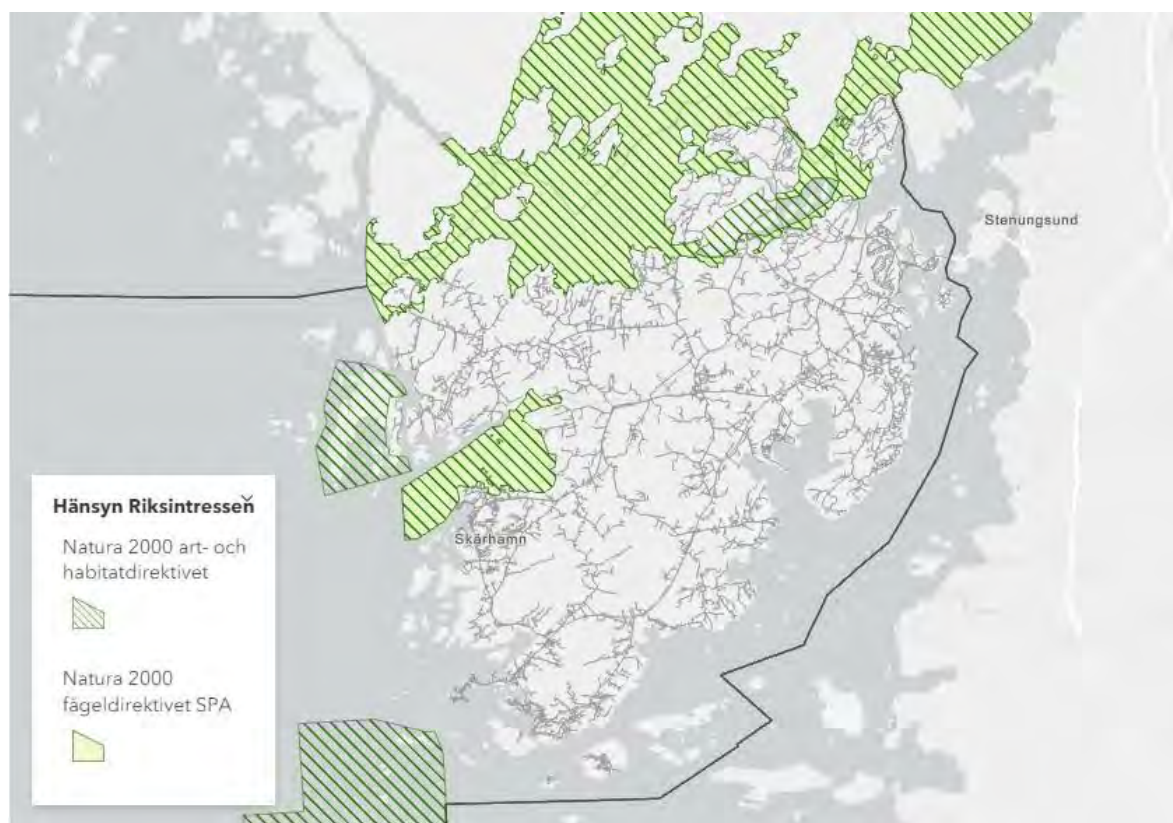 Stenungsund
Skärhamn
Hänsyn Riksintressen
Natura 2000 art- och
habitatdirektivet
Natura 2000
fågeldirektivet SPA